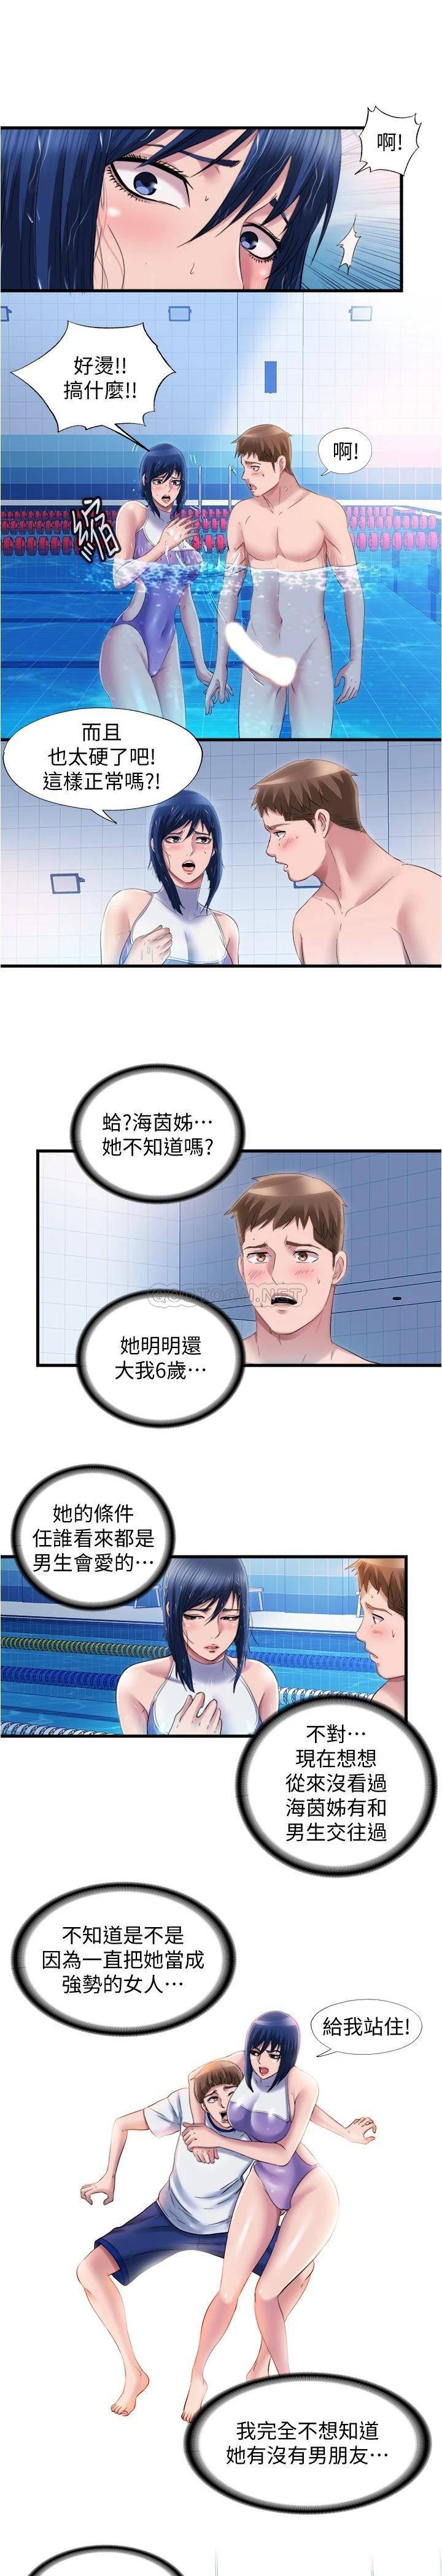 啊!
好燙!!
搞什麼!!
啊!
縮
而且
也太硬了吧!
這樣正常嗎?!
蛤?海茵姊…
她不知道嗎?
QOOTOON.NET
她明明還
大我6歲…
她的條件
任誰看來都是
男生會愛的…
不對…
現在想想
從來沒看過
海茵姊有和
男生交往過
不知道是不是
因為一直把她當成
強勢的女人…
給我站住!
我完全不想知道
她有沒有男朋友…